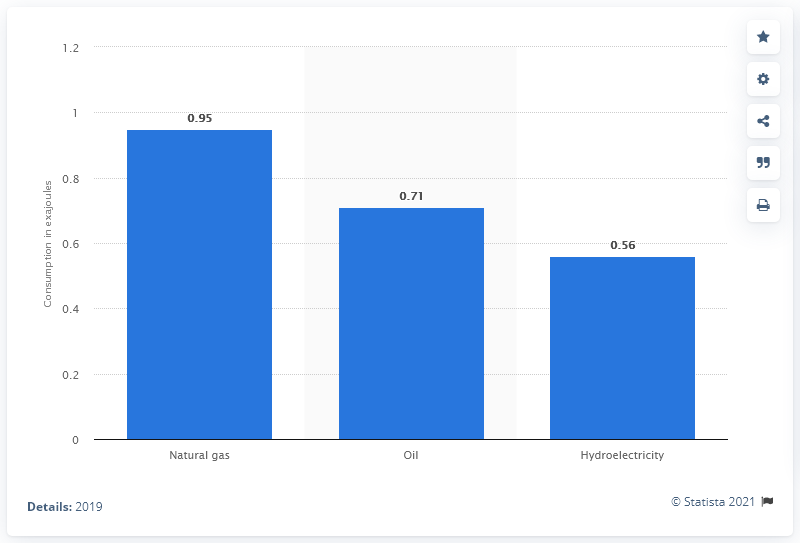 1.2
1
0.8
0.6
0.4
0.2
0
Consumption in exajoules
0.95
0.71
0.56
Natural gas
Oil
Hydroelectricity
Details: 2019
© Statista 2021